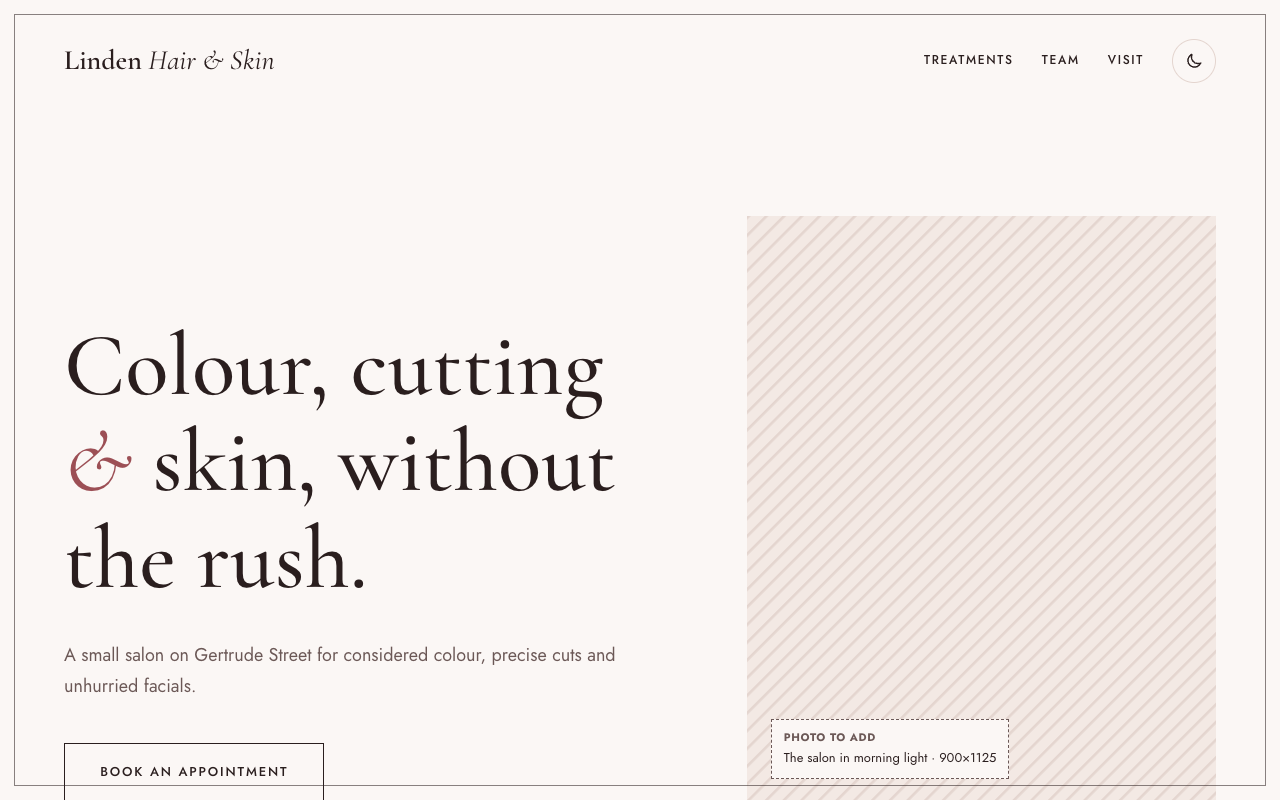 Linden Hair & Skin
TREATMENTS
TEAM
VISIT
Colour, cutting
& skin, without
the rush.
A small salon on Gertrude Street for considered colour, precise cuts and
unhurried facials.
BOOK AN APPOINTMENT
PHOTO TO ADD
The salon in morning light · 900×1125